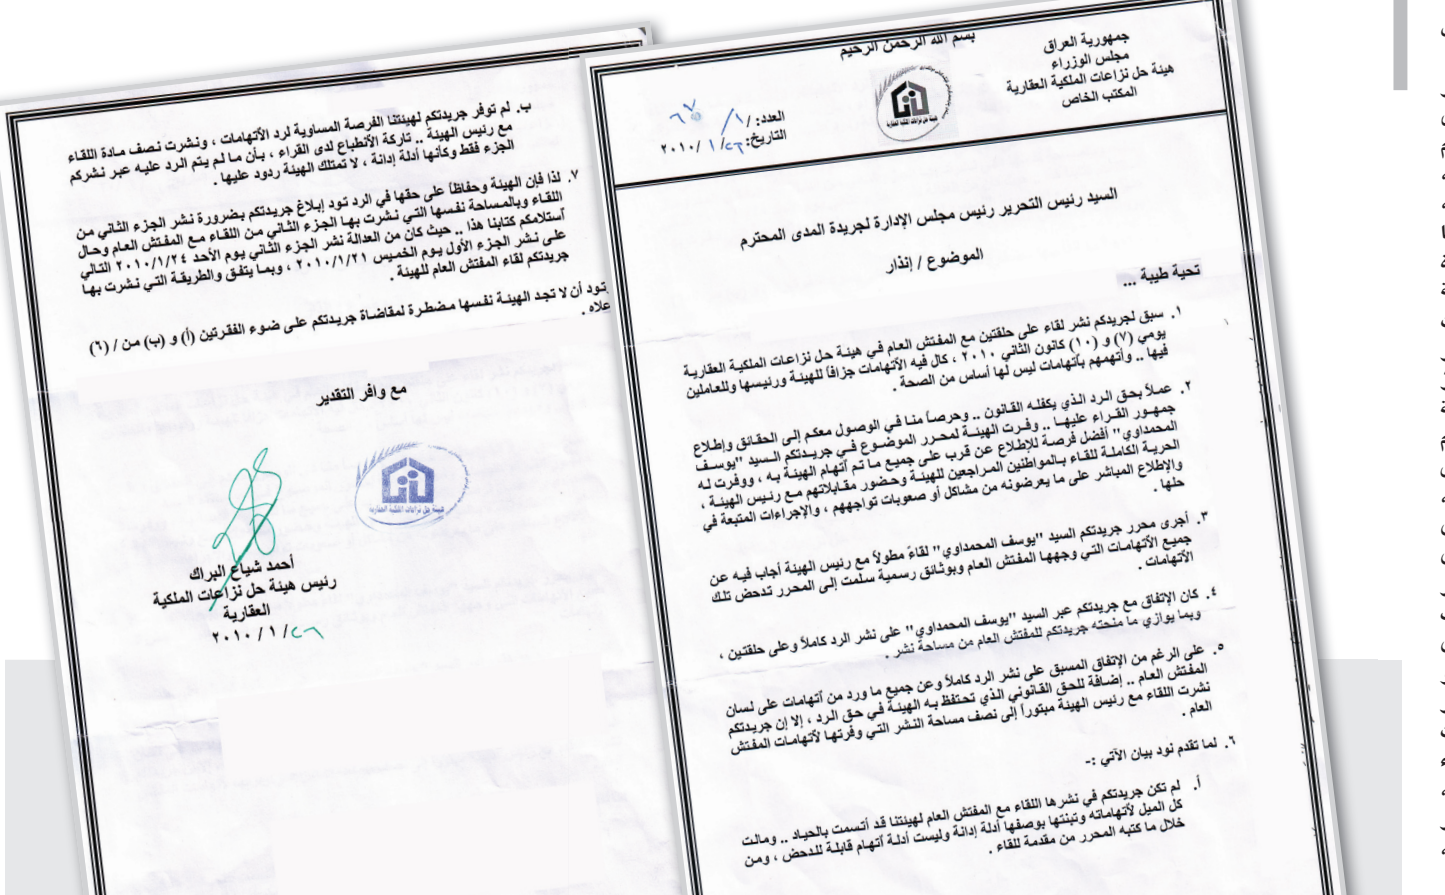 بسم الله الرحمن الرحيم
جمهورية العراق
مجلس الوزراء
هيئة حل نزاعات الملكية العقارية
المكتب الخاص
العدد: /١/ ٦٧
التاريخ: ٢٦/ ١ /٢٠١٠
السيد رئيس التحرير رئيس مجلس الإدارة لجريدة المدى المحترم
الموضوع / إنذار
تحية طيبة ...
١. سبق لجريدكم نشر لقاء على حلقتين مع المفتش العام في هيئة حل نزاعات الملكية العقارية
يومي (٧) و (١٠) كانون الثاني ٢٠١٠ ، كال فيه الأتهامات جزافاً للهيئة ورئيسها وللعاملين
فيها .. وأتهمهم بأتهامات ليس لها أساس من الصحة .
٢. عملاً بحق الرد الذي يكفله القانون .. وحرصاً منا في الوصول معكم إلى الحقائق وإطلاع
جمهور القراء عليها .. وفرت الهيئة لمحرر الموضوع في جريدتكم السيد "يوسف
المحمداوي" أفضل فرصة للإطلاع عن قرب على جميع ما تم أتهام الهيئة به ، ووفرت له
الحرية الكاملة للقاء بالمواطنين المراجعين للهيئة وحضور مقابلاتهم مع رئيس الهيئة ،
والإطلاع المباشر على ما يعرضونه من مشاكل أو صعوبات تواجههم ، والإجراءات المتبعة في
حلها .
٣. أجرى محرر جريدتكم السيد "يوسف المحمداوي" لقاءً مطولاً مع رئيس الهيئة أجاب فيه عن
جميع الأتهامات التي وجهها المفتش العام وبوثائق رسمية سلمت إلى المحرر تدحض تلك
الأتهامات .
٤. كان الإتفاق مع جريدتكم عبر السيد "يوسف المحمداوي" على نشر الرد كاملاً وعلى حلقتين ،
وبما يوازي ما منحته جريدتكم للمفتش العام من مساحة نشر .
٥. على الرغم من الإتفاق المسبق على نشر الرد كاملاً وعن جميع ما ورد من أتهامات على لسان
المفتش العام .. إضافة للحق القانوني الذي تحتفظ به الهيئة في حق الرد ، إلا إن جريدتكم
نشرت اللقاء مع رئيس الهيئة مبتوراً إلى نصف مساحة النشر التي وفرتها لأتهامات المفتش
العام .
٦. لما تقدم نود بيان الآتي :-
أ. لم تكن جريدتكم في نشرها اللقاء مع المفتش العام لهيئتنا قد أتسمت بالحياد .. ومالت
كل الميل لأتهاماته وتبنتها بوصفها أدلة إدانة وليست أدلة أتهام قابلة للدحض ، ومن
خلال ما كتبه المحرر من مقدمة للقاء .
ب. لم توفر جريدتكم لهيئتنا الفرصة المساوية لرد الأتهامات ، ونشرت نصف مادة اللقاء
مع رئيس الهيئة .. تاركة الأنطباع لدى القراء ، بأن ما لم يتم الرد عليه عبر نشركم
الجزء فقط وكأنها أدلة إدانة ، لا تمتلك الهيئة ردود عليها .
٧. لذا فإن الهيئة وحفاظاً على حقها في الرد تود إبلاغ جريدتكم بضرورة نشر الجزء الثاني من
اللقاء وبالمساحة نفسها التي نشرت بها الجزء الثاني من اللقاء مع المفتش العام وحال
أستلامكم كتابنا هذا .. حيث كان من العدالة نشر الجزء الثاني يوم الأحد ٢٠١٠/١/٢٤ التالي
على نشر الجزء الأول يوم الخميس ٢٠١٠/١/٢١ ، وبما يتفق والطريقة التي نشرت بها
جريدتكم لقاء المفتش العام للهيئة .
وتود أن لا تجد الهيئة نفسها مضطرة لمقاضاة جريدتكم على ضوء الفقرتين (أ) و (ب) من / (٦)
علاه .
مع وافر التقدير
هيئة حل نزاعات الملكية العقارية
أحمد شياع البراك
رئيس هيئة حل نزاعات الملكية
العقارية
٢٦/ ١ / ٢٠١٠